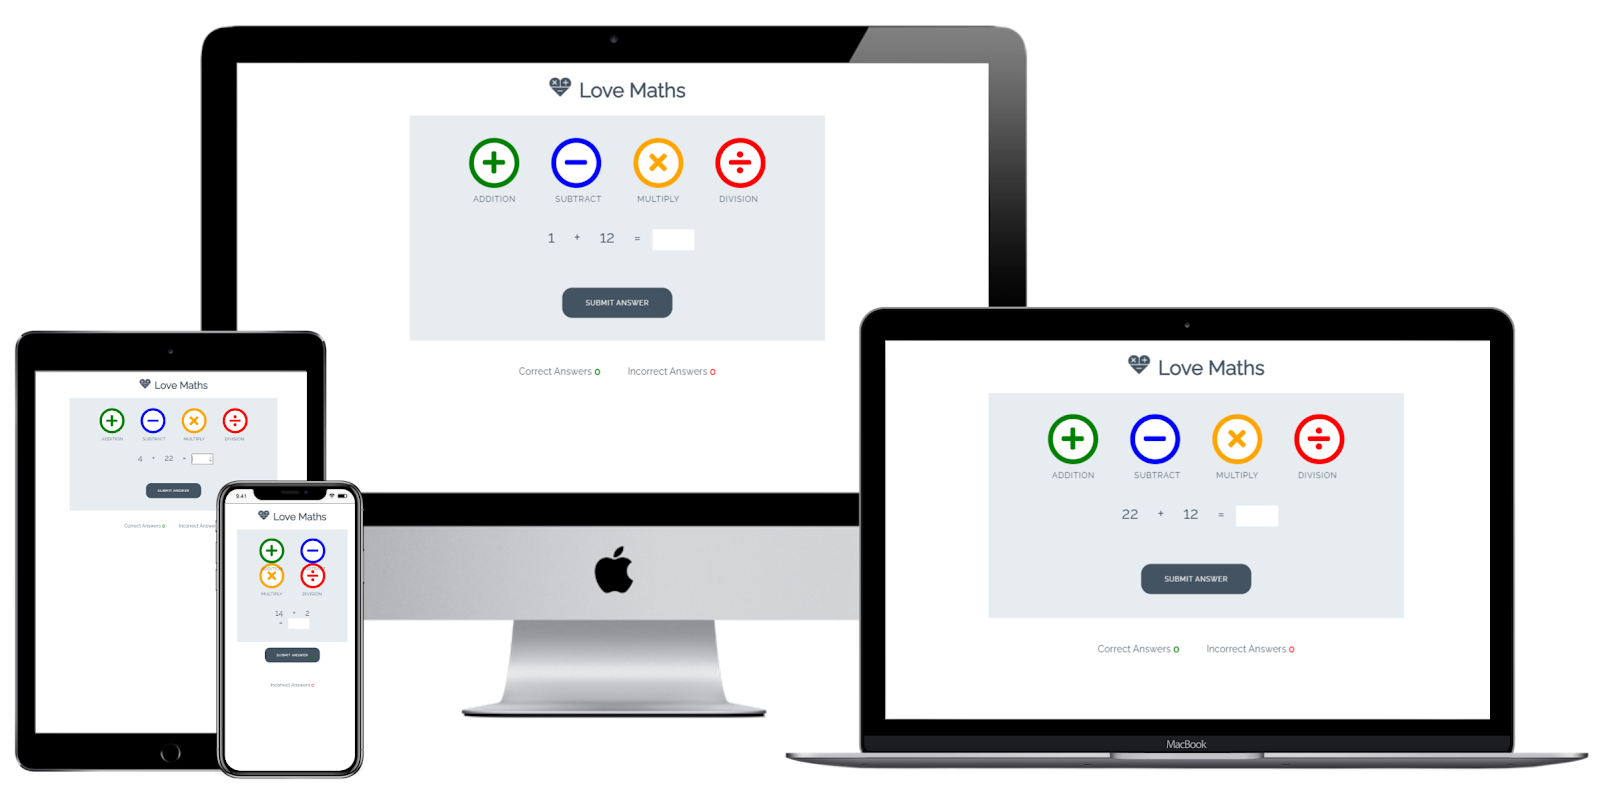 Love Maths
ADDITION SUBTRACT MULTIPLY DIVISION
1 + 12 =
SUBMIT ANSWER
Correct Answers 0 Incorrect Answers 0
Love Maths
ADDITION SUBTRACT MULTIPLY DIVISION
22 + 12 =
SUBMIT ANSWER
Correct Answers 0 Incorrect Answers 0
MacBook
Love Maths
ADDITION SUBTRACT MULTIPLY DIVISION
4 + 22 =
SUBMIT ANSWER
Correct Answers 0 Incorrect Answers
9:41
Love Maths
MULTIPLY DIVISION
14 + 2
=
SUBMIT ANSWER
Incorrect Answers 0